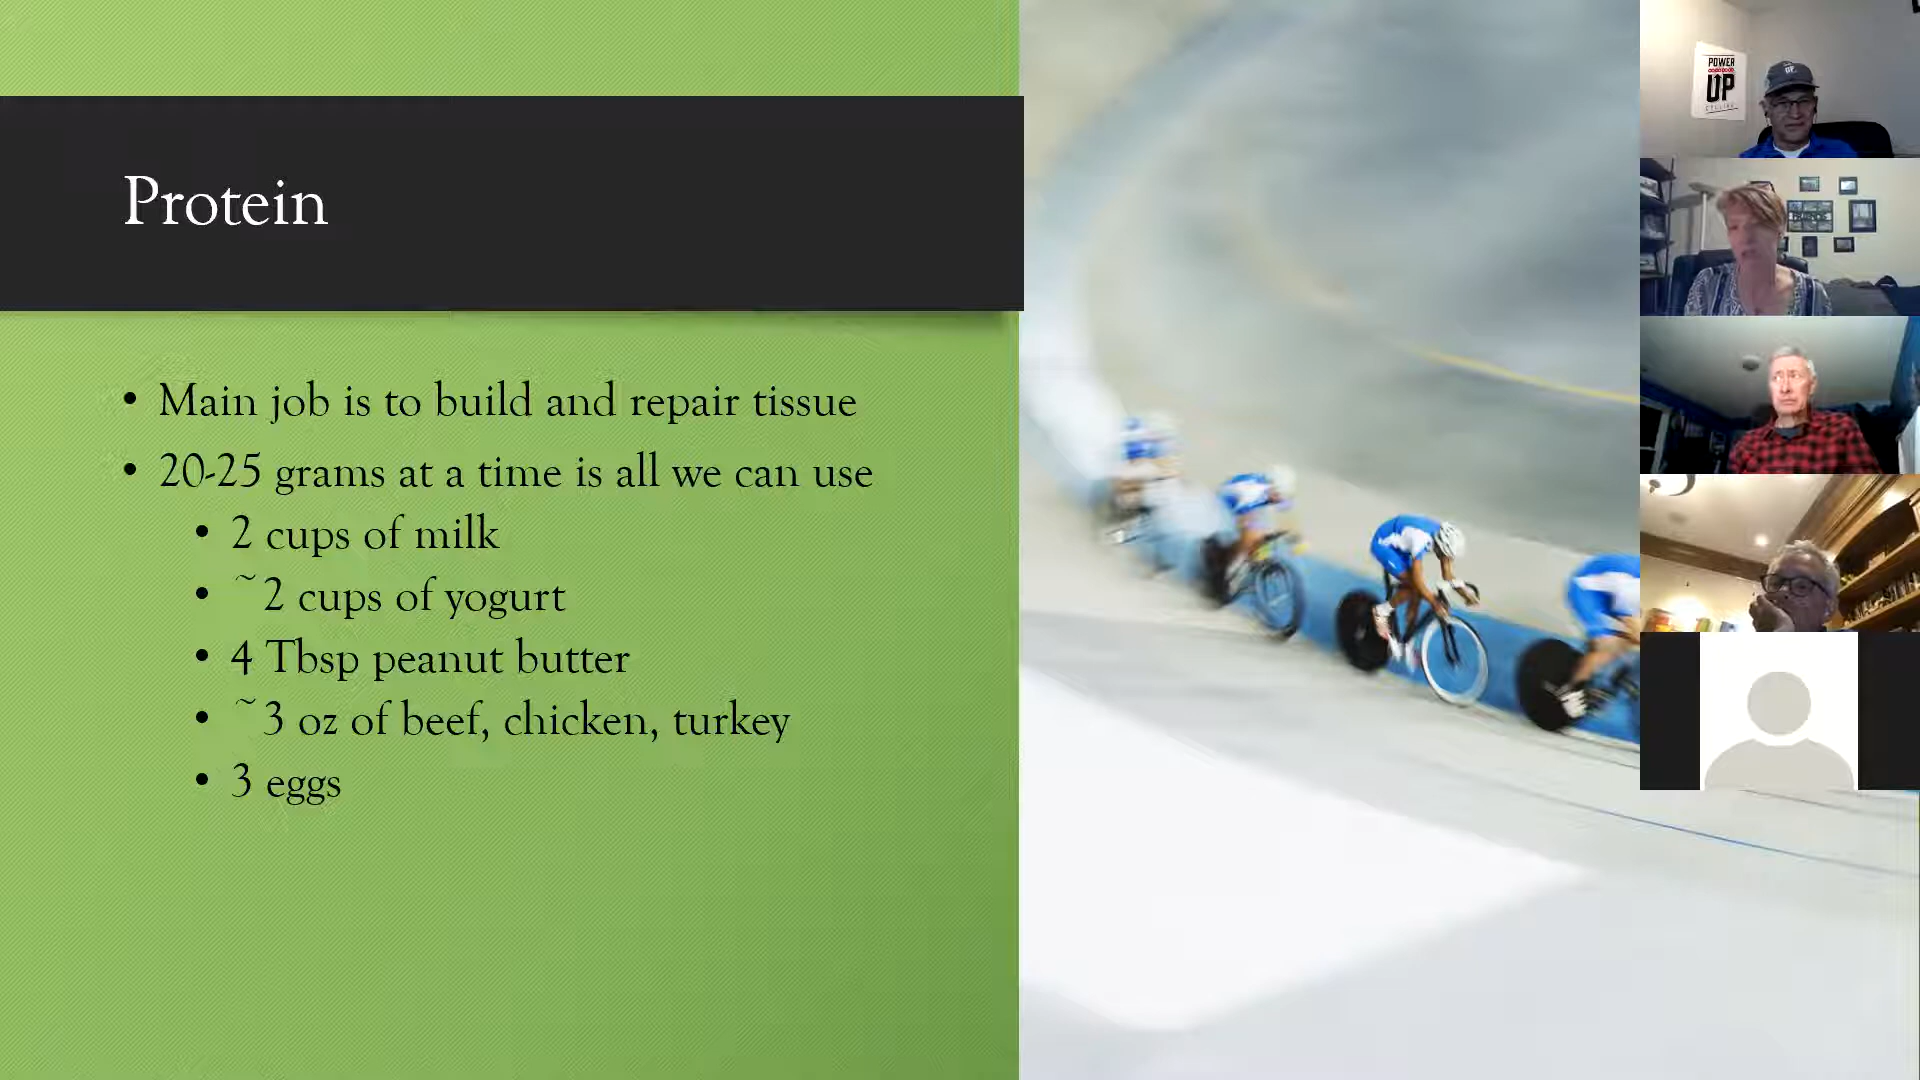 Protein
• Main job is to build and repair tissue
• 20-25 grams at a time is all we can use
• 2 cups of milk
• ~2 cups of yogurt
• 4 Tbsp peanut butter
• ~3 oz of beef, chicken, turkey
• 3 eggs
POWER
UP